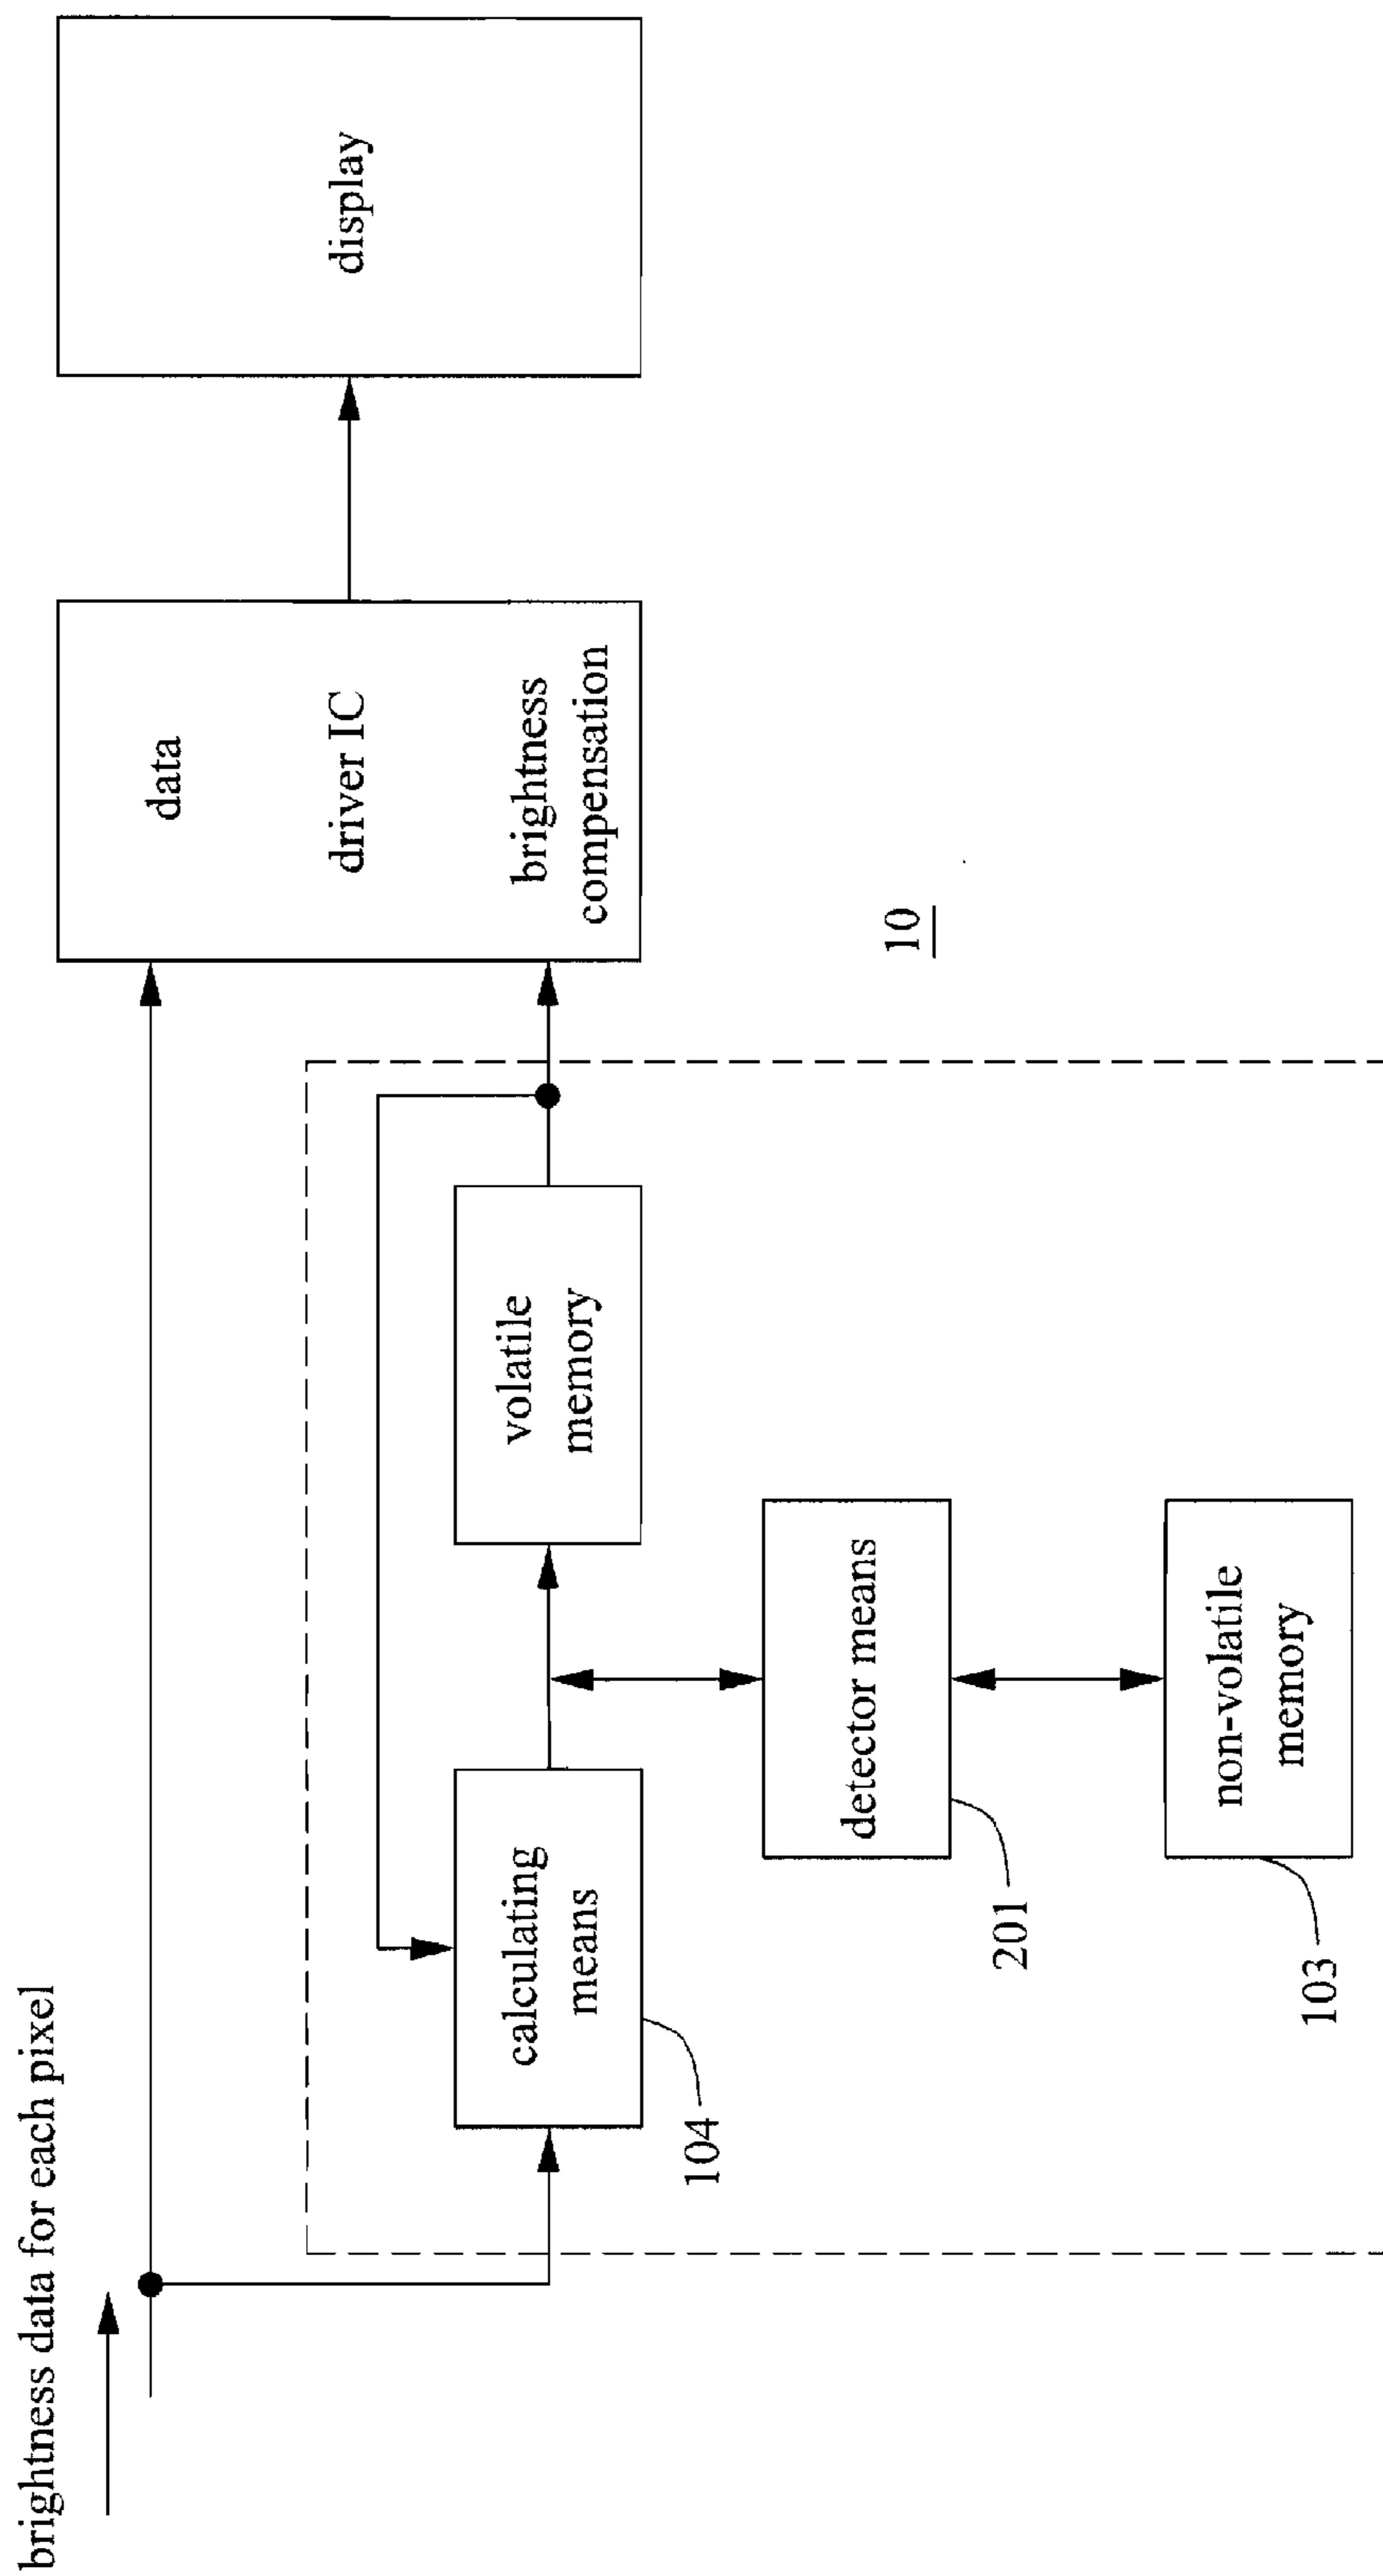 brightness data for each pixel
data
driver IC
brightness
compensation
display
calculating
means
104
volatile
memory
10
detector means
201
non-volatile
memory
103